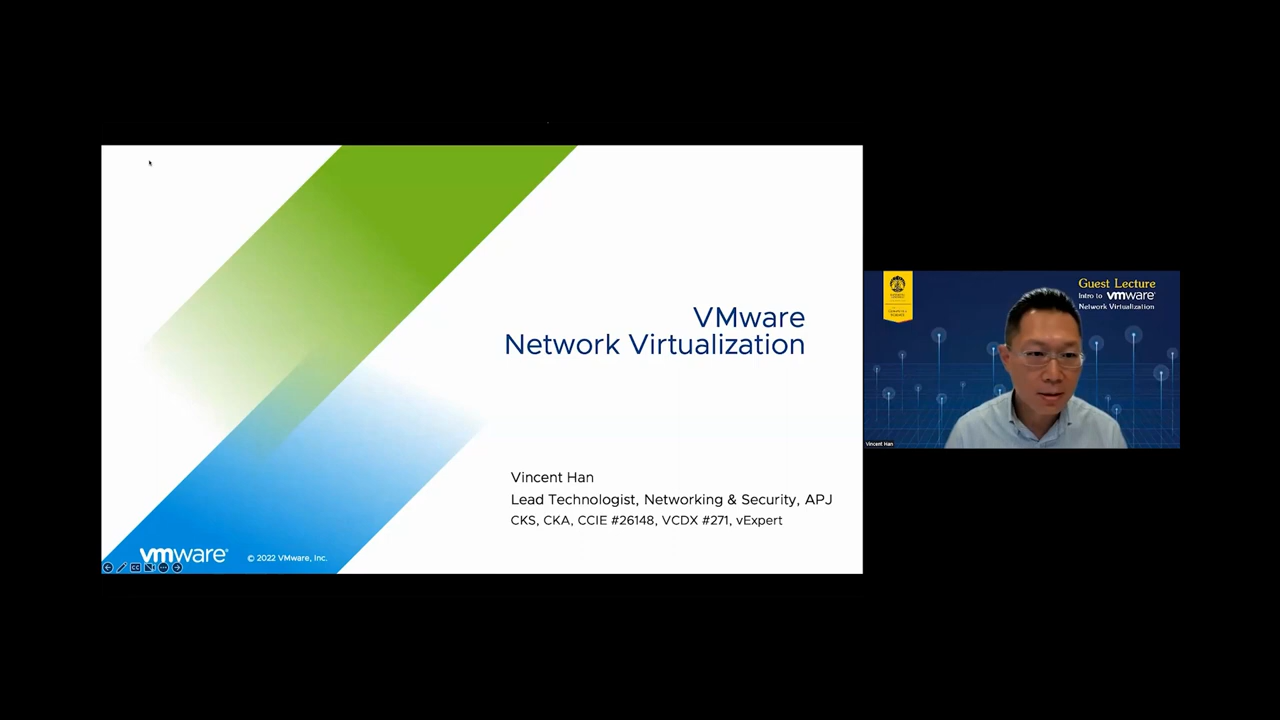 VMware
Network Virtualization
Vincent Han
Lead Technologist, Networking & Security, APJ
CKS, CKA, CCIE #26148, VCDX #271, vExpert
vmware®
© 2022 VMware, Inc.
Guest Lecture
Intro to vmware®
Network Virtualization
Vincent Han